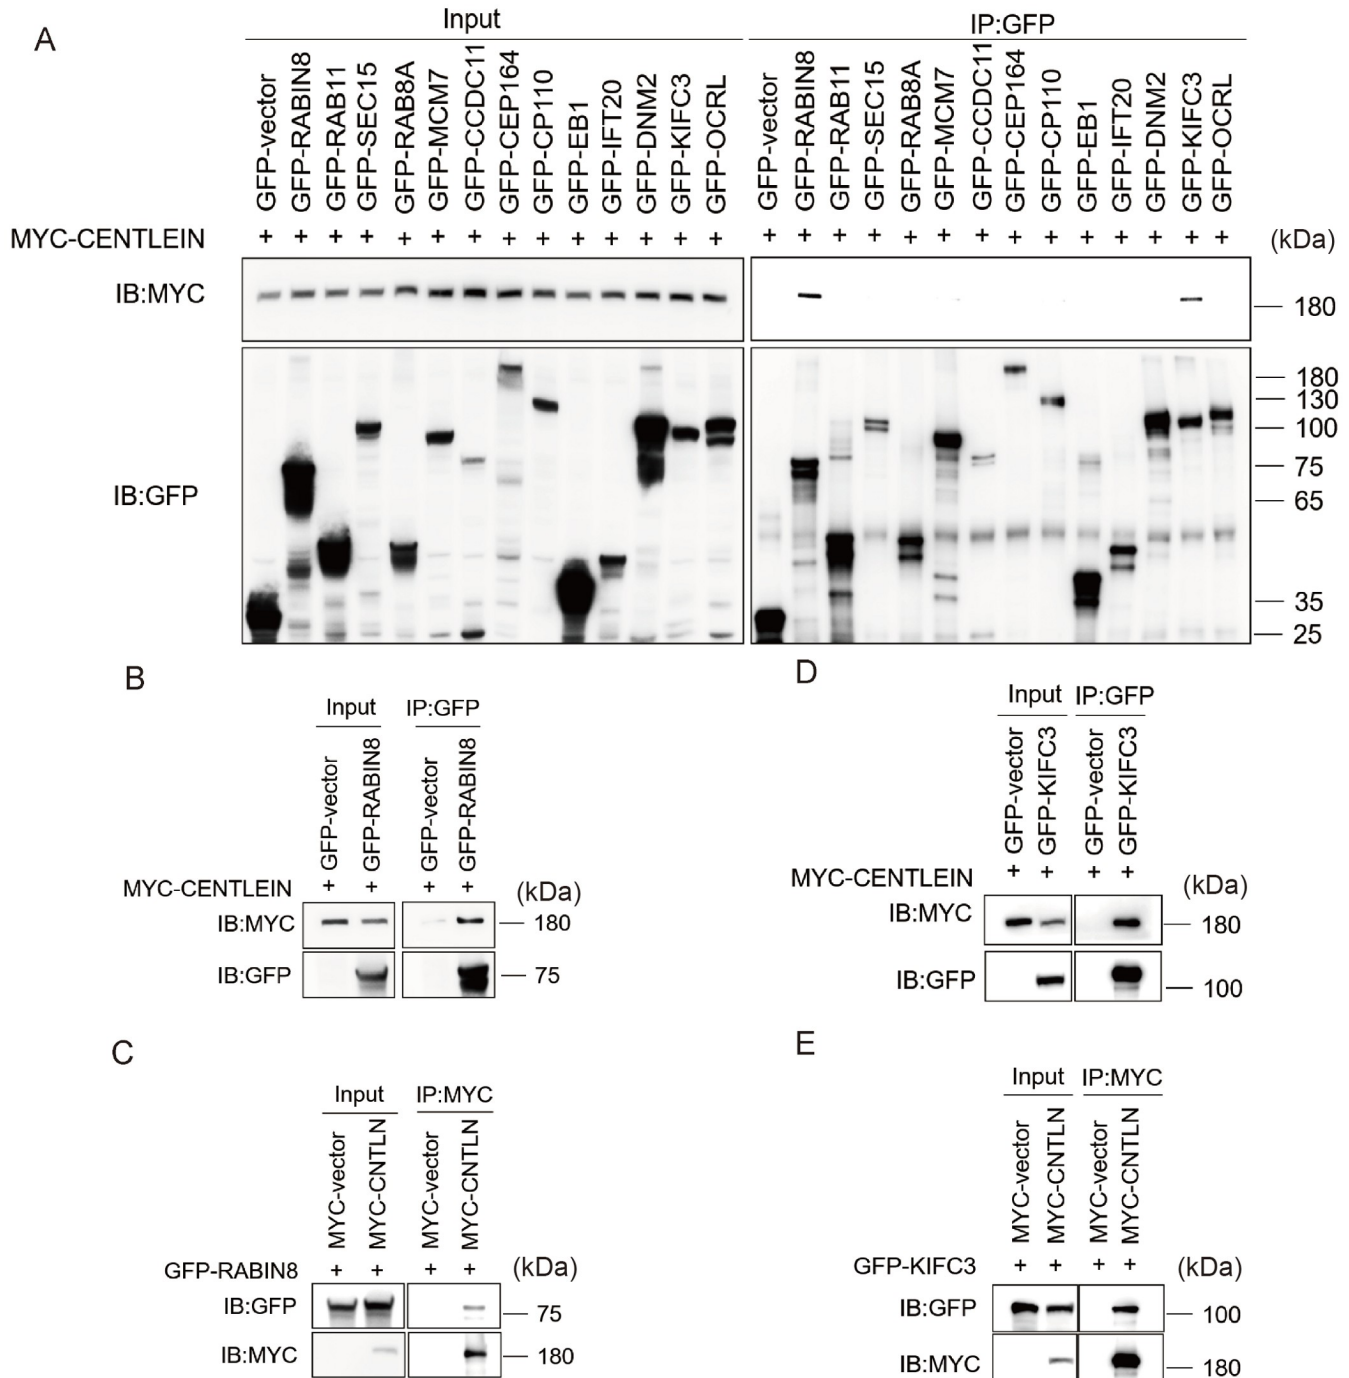 A
Input
IP:GFP
GFP-vector
GFP-RABIN8
GFP-RAB11
GFP-SEC15
GFP-RAB8A
GFP-MCM7
GFP-CCDC11
GFP-CEP164
GFP-CP110
GFP-EB1
GFP-IFT20
GFP-DNM2
GFP-KIFC3
GFP-OCRL
GFP-vector
GFP-RABIN8
GFP-RAB11
GFP-SEC15
GFP-RAB8A
GFP-MCM7
GFP-CCDC11
GFP-CEP164
GFP-CP110
GFP-EB1
GFP-IFT20
GFP-DNM2
GFP-KIFC3
GFP-OCRL
MYC-CENTLEIN + + + + + + + + + + + + + + + + + + + + + + + + + + + + (kDa)
IB:MYC
180
IB:GFP
180
130
100
75
65
35
25
B
Input IP:GFP
GFP-vector
GFP-RABIN8
GFP-vector
GFP-RABIN8
MYC-CENTLEIN + + + + (kDa)
IB:MYC 180
IB:GFP 75
D
Input IP:GFP
GFP-vector
GFP-KIFC3
GFP-vector
GFP-KIFC3
MYC-CENTLEIN + + + + (kDa)
IB:MYC 180
IB:GFP 100
C
Input IP:MYC
MYC-vector
MYC-CNTLN
MYC-vector
MYC-CNTLN
GFP-RABIN8 + + + + (kDa)
IB:GFP 75
IB:MYC 180
E
Input IP:MYC
MYC-vector
MYC-CNTLN
MYC-vector
MYC-CNTLN
GFP-KIFC3 + + + + (kDa)
IB:GFP 100
IB:MYC 180